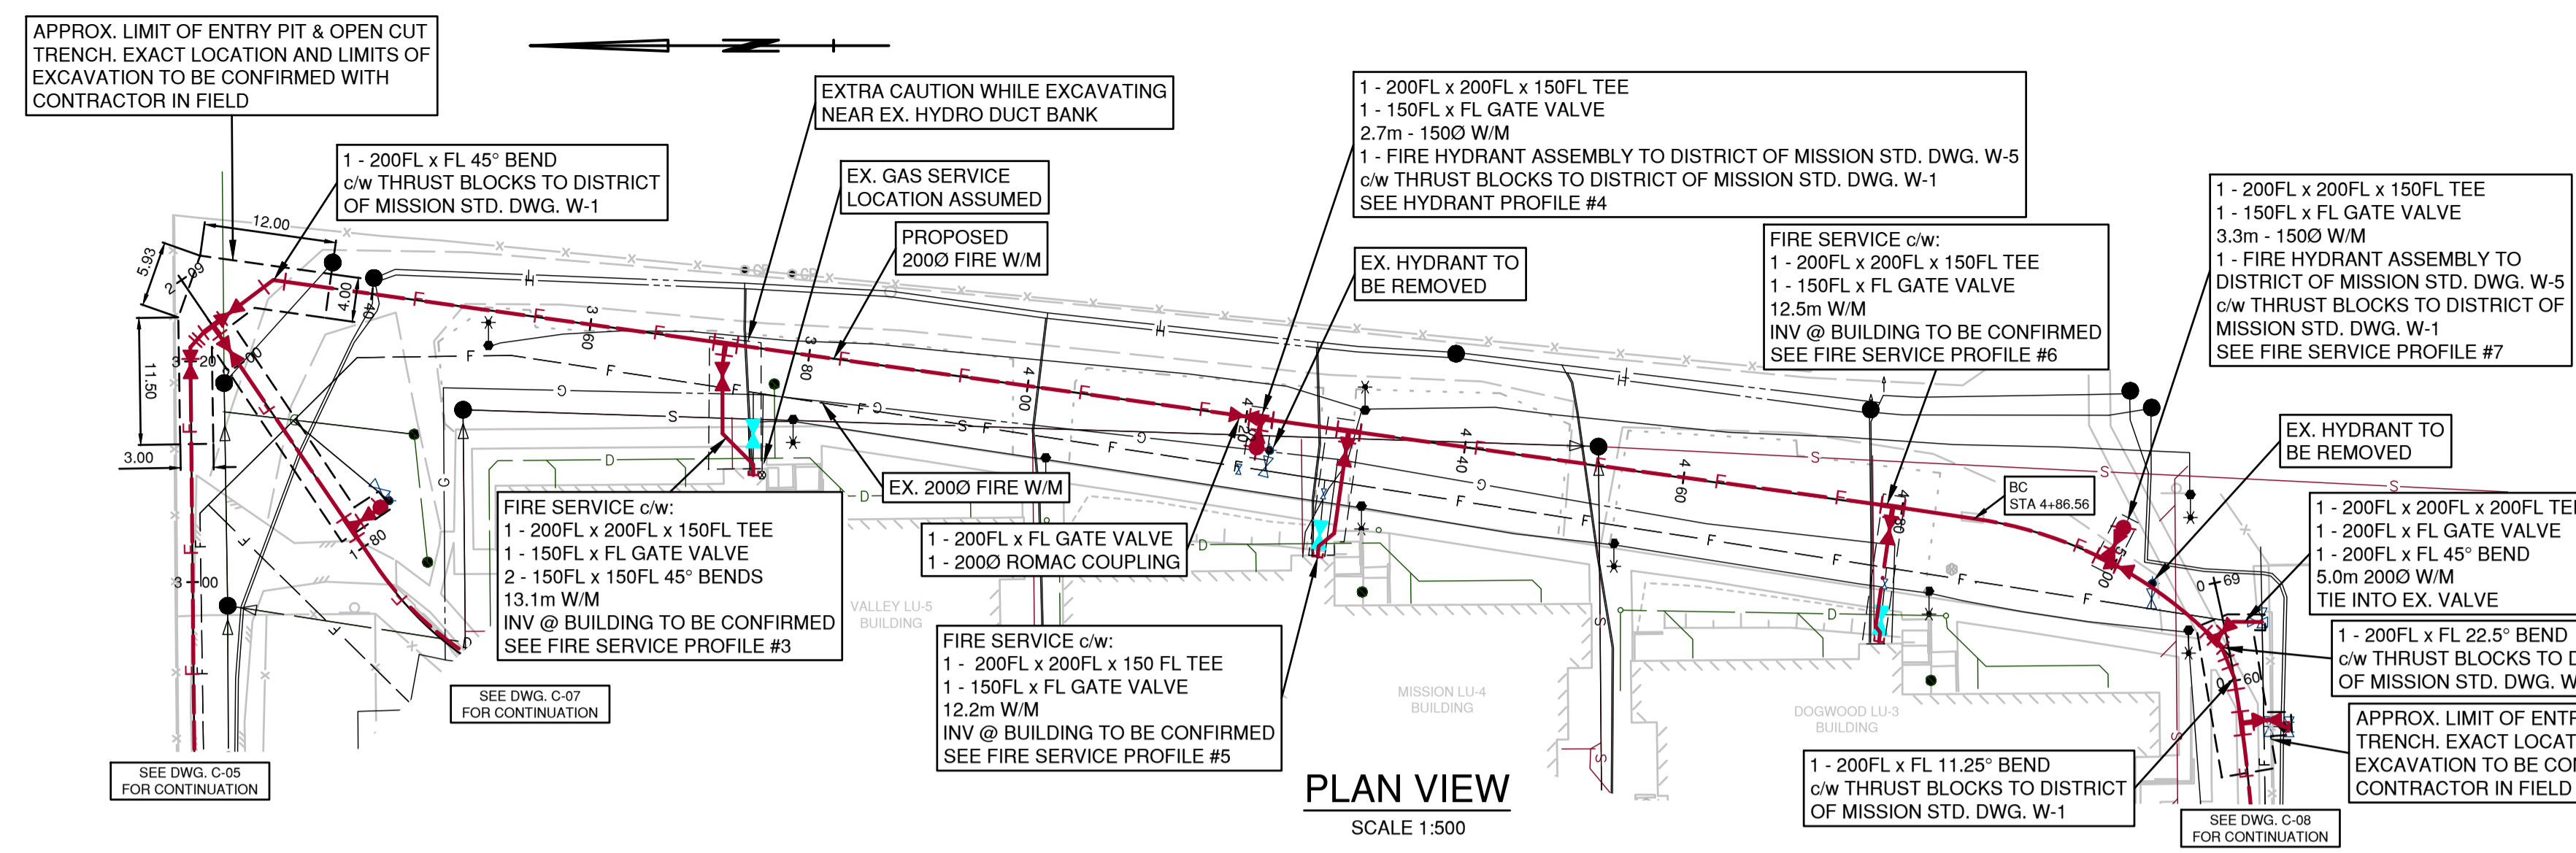 APPROX. LIMIT OF ENTRY PIT & OPEN CUT
TRENCH. EXACT LOCATION AND LIMITS OF
EXCAVATION TO BE CONFIRMED WITH
CONTRACTOR IN FIELD
1 - 200FL x FL 45° BEND
c/w THRUST BLOCKS TO DISTRICT
OF MISSION STD. DWG. W-1
EXTRA CAUTION WHILE EXCAVATING
NEAR EX. HYDRO DUCT BANK
EX. GAS SERVICE
LOCATION ASSUMED
PROPOSED
200Ø FIRE W/M
1 - 200FL x 200FL x 150FL TEE
1 - 150FL x FL GATE VALVE
2.7m - 150Ø W/M
1 - FIRE HYDRANT ASSEMBLY TO DISTRICT OF MISSION STD. DWG. W-5
c/w THRUST BLOCKS TO DISTRICT OF MISSION STD. DWG. W-1
SEE HYDRANT PROFILE #4
EX. HYDRANT TO
BE REMOVED
FIRE SERVICE c/w:
1 - 200FL x 200FL x 150FL TEE
1 - 150FL x FL GATE VALVE
12.5m W/M
INV @ BUILDING TO BE CONFIRMED
SEE FIRE SERVICE PROFILE #6
1 - 200FL x 200FL x 150FL TEE
1 - 150FL x FL GATE VALVE
3.3m - 150Ø W/M
1 - FIRE HYDRANT ASSEMBLY TO
DISTRICT OF MISSION STD. DWG. W-5
c/w THRUST BLOCKS TO DISTRICT OF
MISSION STD. DWG. W-1
SEE FIRE SERVICE PROFILE #7
EX. HYDRANT TO
BE REMOVED
BC
STA 4+86.56
1 - 200FL x 200FL x 200FL TE
1 - 200FL x FL GATE VALVE
1 - 200FL x FL 45° BEND
5.0m 200Ø W/M
TIE INTO EX. VALVE
1 - 200FL x FL 22.5° BEND
c/w THRUST BLOCKS TO D
OF MISSION STD. DWG. W
APPROX. LIMIT OF ENTR
TRENCH. EXACT LOCAT
EXCAVATION TO BE CO
CONTRACTOR IN FIELD
12.00
5.93
4.00
11.50
3.00
2+09
3+20
3+00
1+80
3+60
3+80
4+00
4+40
4+60
0+69
0+60
EX. 200Ø FIRE W/M
FIRE SERVICE c/w:
1 - 200FL x 200FL x 150FL TEE
1 - 150FL x FL GATE VALVE
2 - 150FL x 150FL 45° BENDS
13.1m W/M
INV @ BUILDING TO BE CONFIRMED
SEE FIRE SERVICE PROFILE #3
1 - 200FL x FL GATE VALVE
1 - 200Ø ROMAC COUPLING
VALLEY LU-5
BUILDING
FIRE SERVICE c/w:
1 - 200FL x 200FL x 150 FL TEE
1 - 150FL x FL GATE VALVE
12.2m W/M
INV @ BUILDING TO BE CONFIRMED
SEE FIRE SERVICE PROFILE #5
MISSION LU-4
BUILDING
DOGWOOD LU-3
BUILDING
1 - 200FL x FL 11.25° BEND
c/w THRUST BLOCKS TO DISTRICT
OF MISSION STD. DWG. W-1
SEE DWG. C-07
FOR CONTINUATION
SEE DWG. C-05
FOR CONTINUATION
SEE DWG. C-08
FOR CONTINUATION
PLAN VIEW
SCALE 1:500